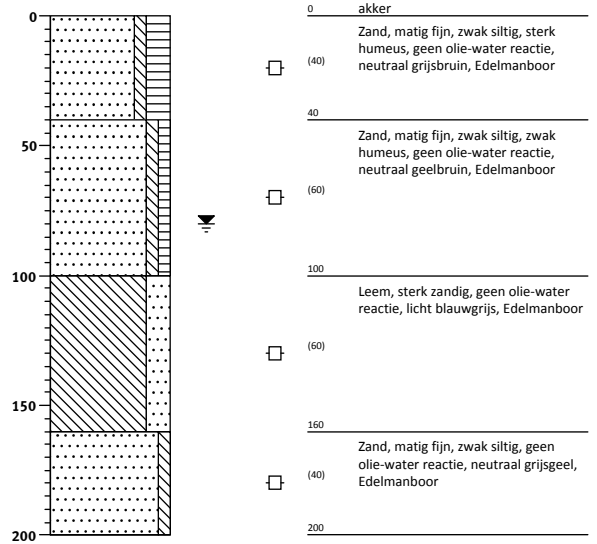 0
50
100
150
200
0 akker
Zand, matig fijn, zwak siltig, sterk
humeus, geen olie-water reactie,
(40)
neutraal grijsbruin, Edelmanboor
40
Zand, matig fijn, zwak siltig, zwak
humeus, geen olie-water reactie,
neutraal geelbruin, Edelmanboor
(60)
100
Leem, sterk zandig, geen olie-water
reactie, licht blauwgrijs, Edelmanboor
(60)
160
Zand, matig fijn, zwak siltig, geen
olie-water reactie, neutraal grijsgeel,
(40)
Edelmanboor
200